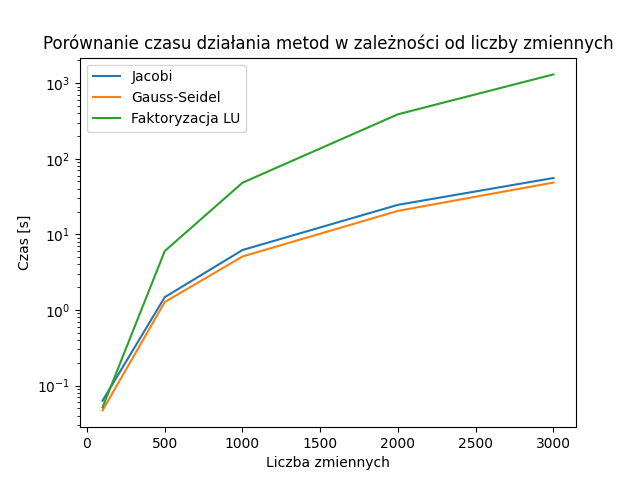 Porównanie czasu działania metod w zależności od liczby zmiennych
Jacobi
Gauss-Seidel
Faktoryzacja LU
Czas [s]
10³
10²
10¹
10⁰
10⁻¹
0 500 1000 1500 2000 2500 3000
Liczba zmiennych